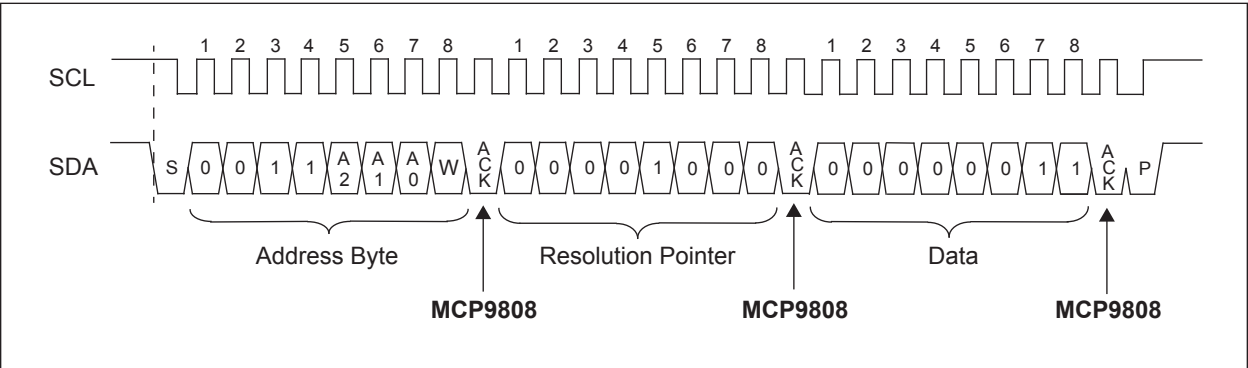 1 2 3 4 5 6 7 8 1 2 3 4 5 6 7 8 1 2 3 4 5 6 7 8
SCL
SDA S 0 0 1 1 A2 A1 A0 W ACK 0 0 0 0 1 0 0 0 ACK 0 0 0 0 0 0 1 1 ACK P
Address Byte Resolution Pointer Data
MCP9808 MCP9808 MCP9808